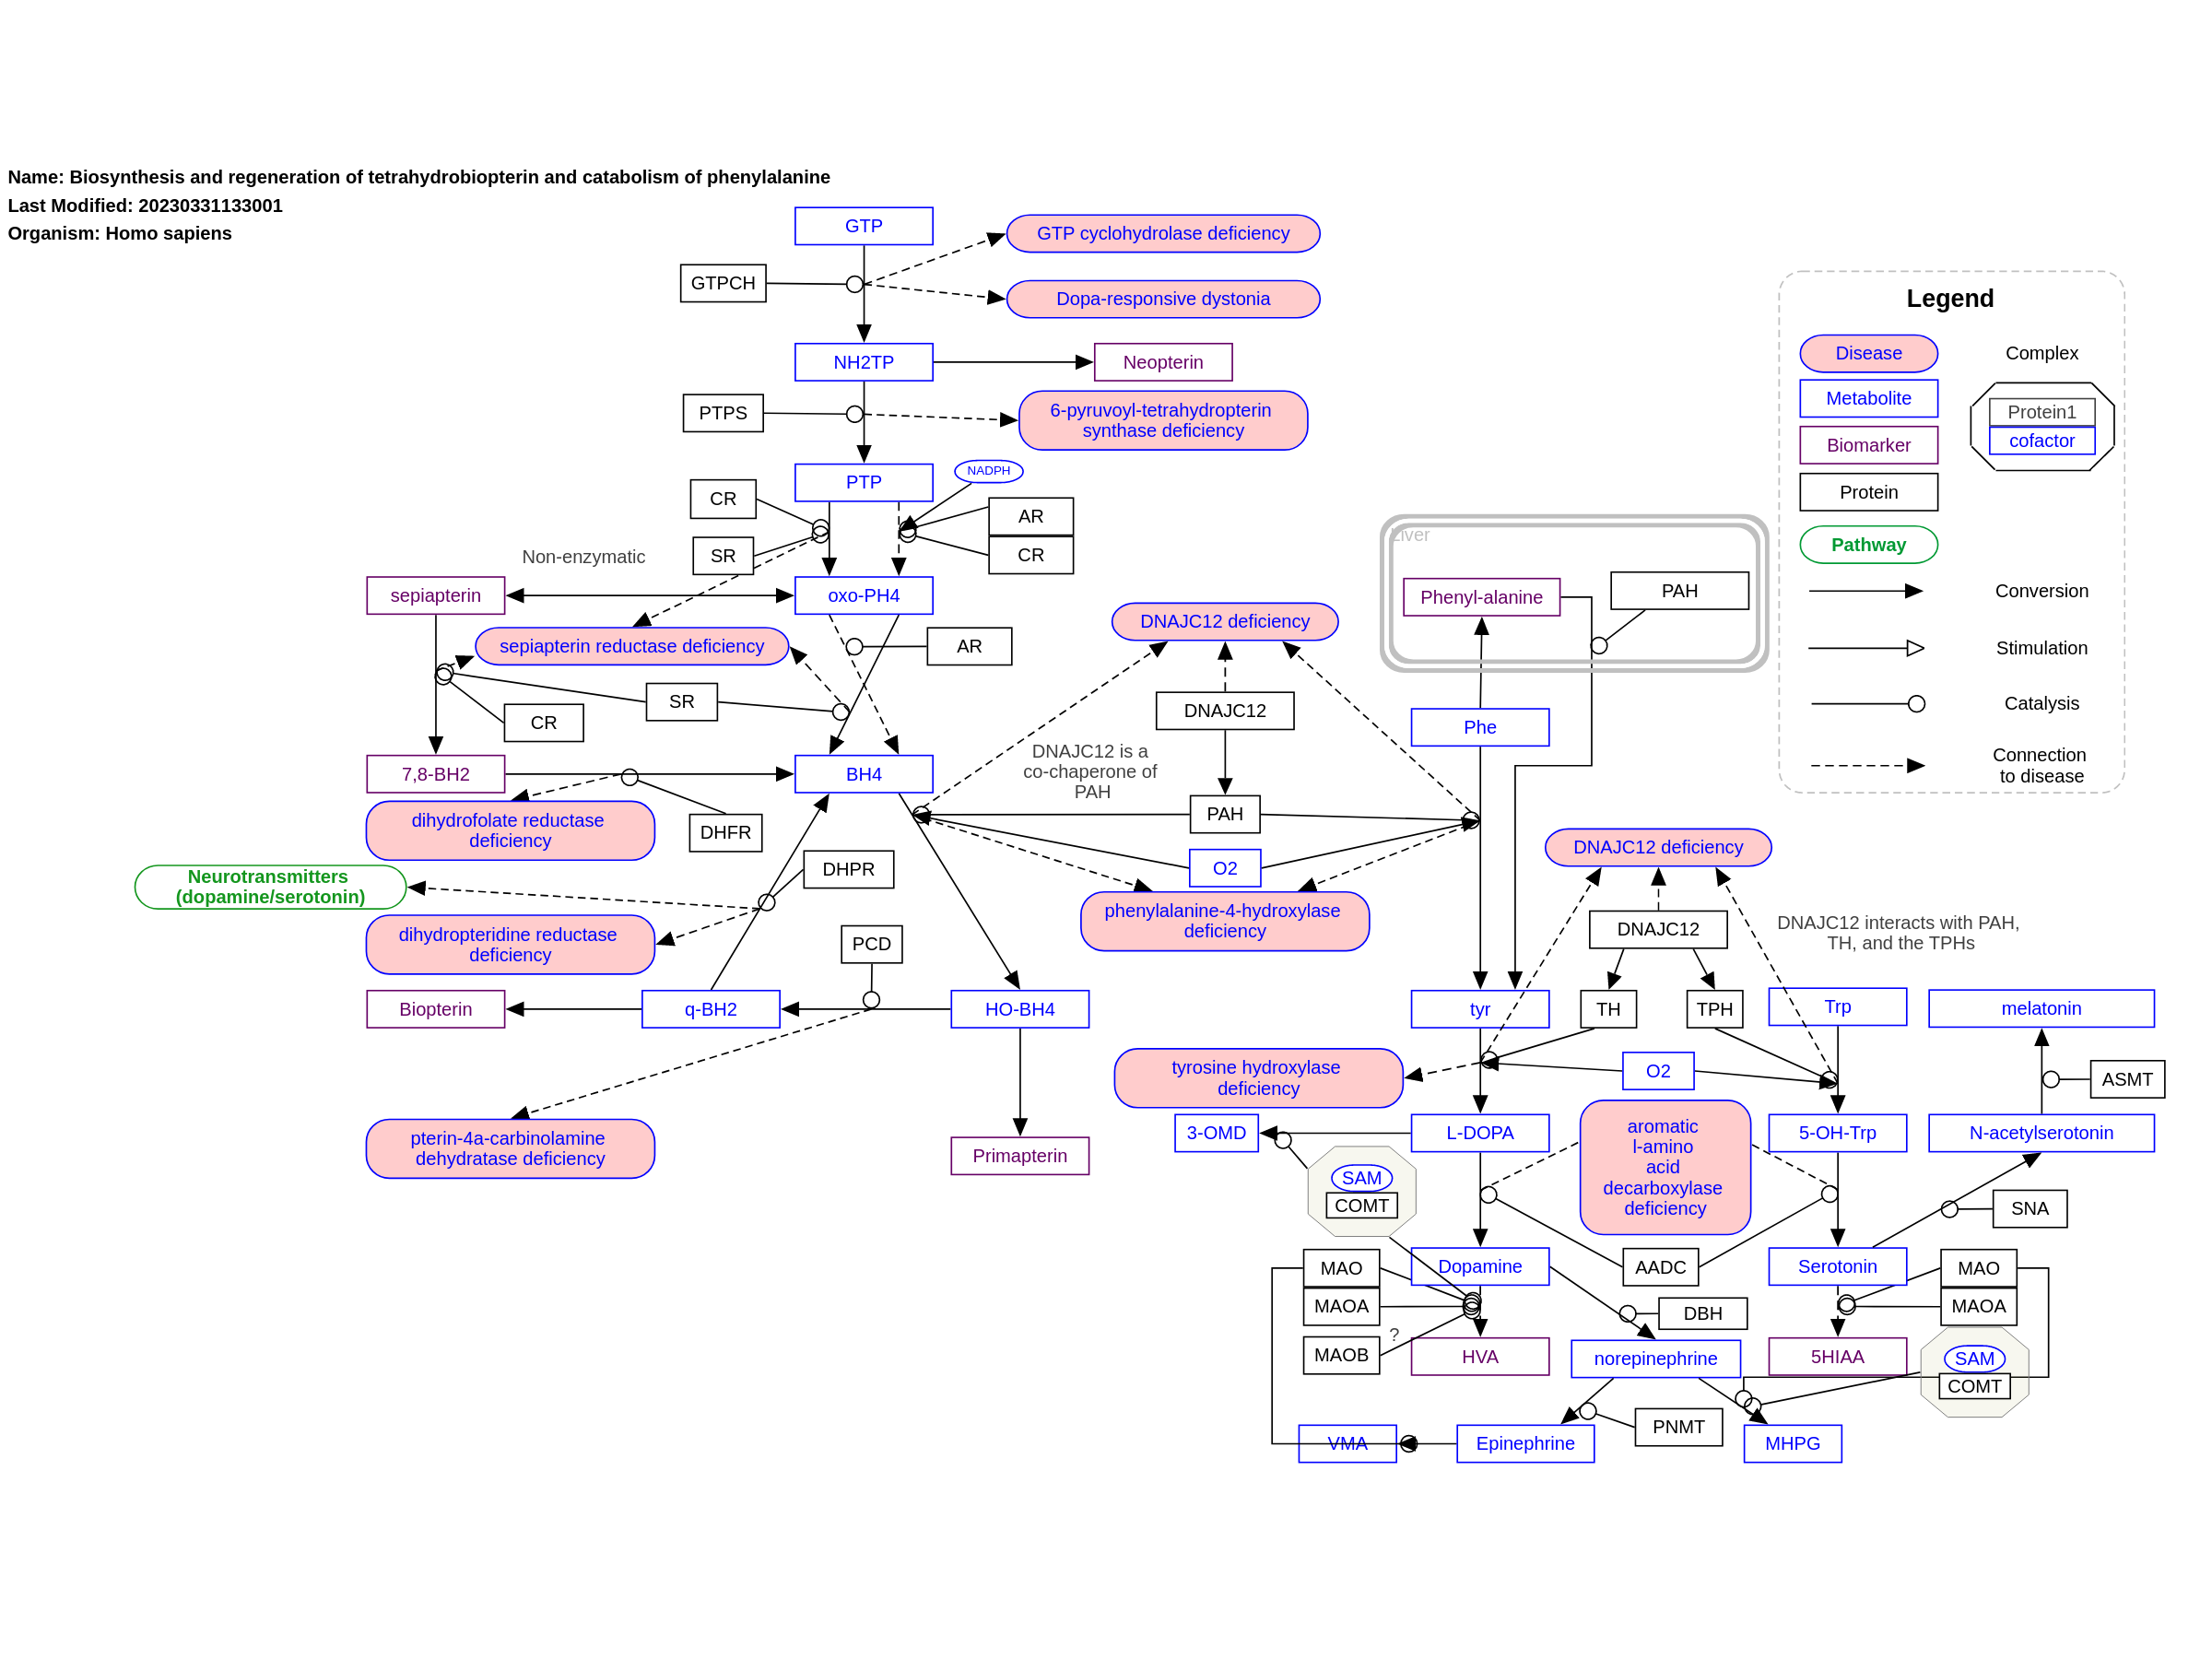 Name: Biosynthesis and regeneration of tetrahydrobiopterin and catabolism of phenylalanine
Last Modified: 20230331133001
Organism: Homo sapiens
GTP
GTP cyclohydrolase deficiency
GTPCH
Dopa-responsive dystonia
NH2TP
Neopterin
PTPS
6-pyruvoyl-tetrahydropterin
synthase deficiency
PTP
NADPH
CR
AR
SR
CR
Non-enzymatic
sepiapterin
oxo-PH4
sepiapterin reductase deficiency
AR
SR
CR
7,8-BH2
BH4
dihydrofolate reductase
deficiency
DHFR
Neurotransmitters
(dopamine/serotonin)
DHPR
dihydropteridine reductase
deficiency
PCD
Biopterin
q-BH2
HO-BH4
pterin-4a-carbinolamine
dehydratase deficiency
Primapterin
DNAJC12 deficiency
DNAJC12
DNAJC12 is a
co-chaperone of
PAH
PAH
O2
phenylalanine-4-hydroxylase
deficiency
Liver
Phenyl-alanine
PAH
Phe
DNAJC12 deficiency
DNAJC12
DNAJC12 interacts with PAH,
TH, and the TPHs
tyr
TH
TPH
Trp
melatonin
tyrosine hydroxylase
deficiency
O2
ASMT
3-OMD
L-DOPA
aromatic
l-amino
acid
decarboxylase
deficiency
5-OH-Trp
N-acetylserotonin
SAM
COMT
SNA
MAO
Dopamine
AADC
Serotonin
MAO
MAOA
DBH
MAOA
?
MAOB
HVA
norepinephrine
5HIAA
SAM
COMT
PNMT
VMA
Epinephrine
MHPG
Legend
Disease
Complex
Metabolite
Protein1
cofactor
Biomarker
Protein
Pathway
Conversion
Stimulation
Catalysis
Connection
to disease